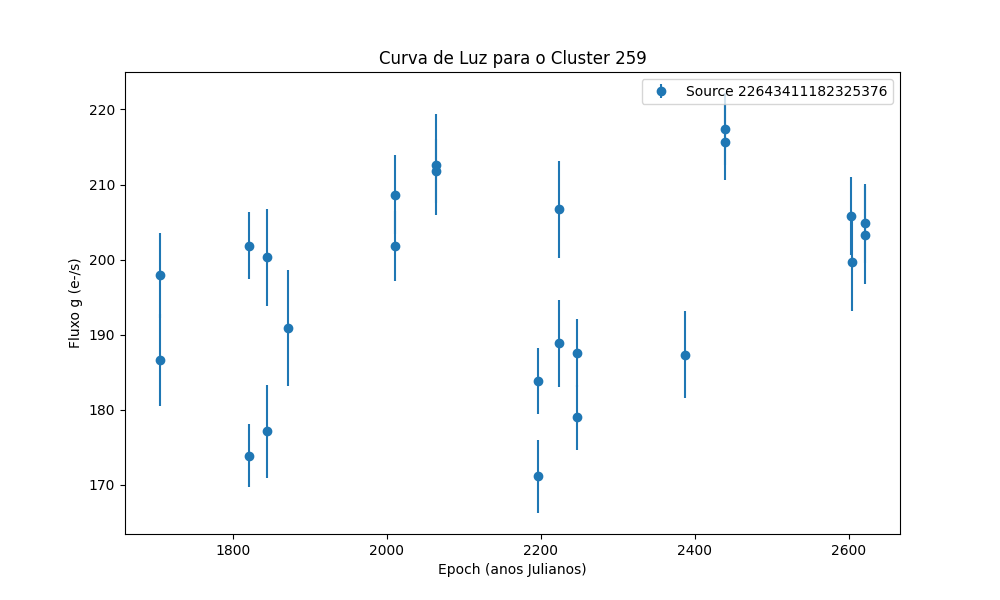 Curva de Luz para o Cluster 259
Source 22643411182325376
220
210
200
190
180
170
Fluxo g (e-/s)
1800 2000 2200 2400 2600
Epoch (anos Julianos)